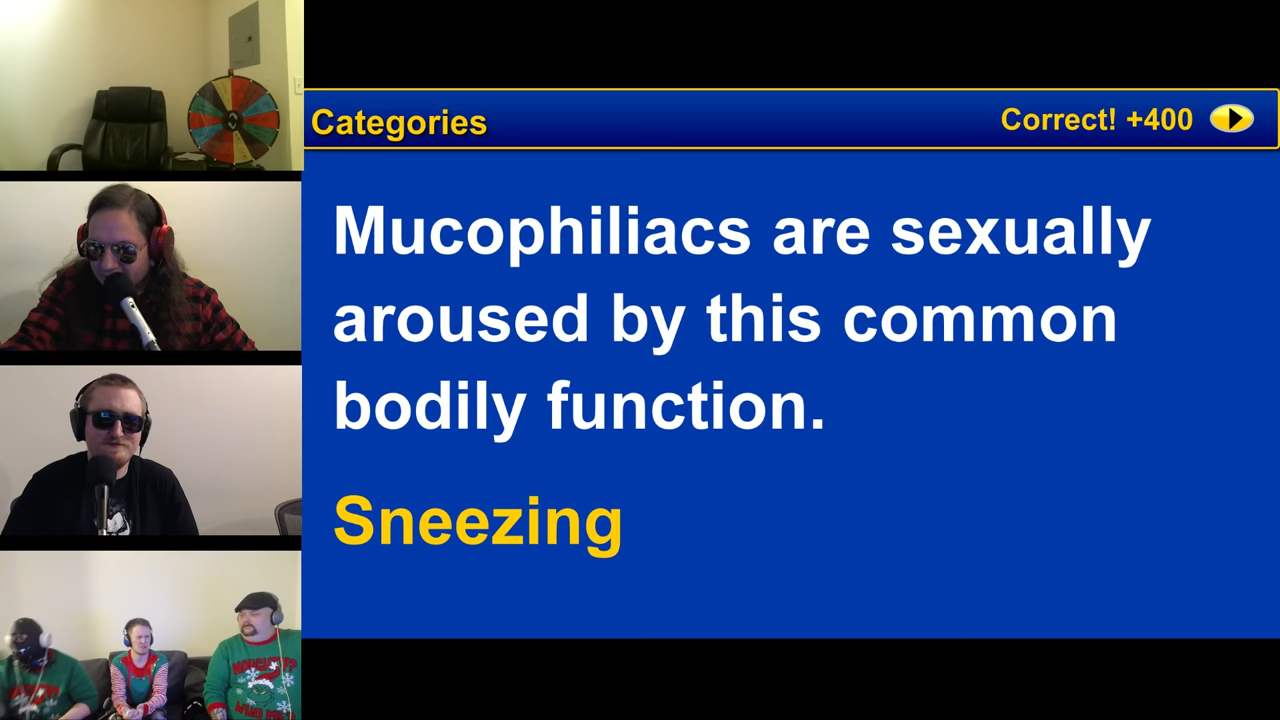 Categories
Correct! +400
Mucophiliacs are sexually
aroused by this common
bodily function.
Sneezing